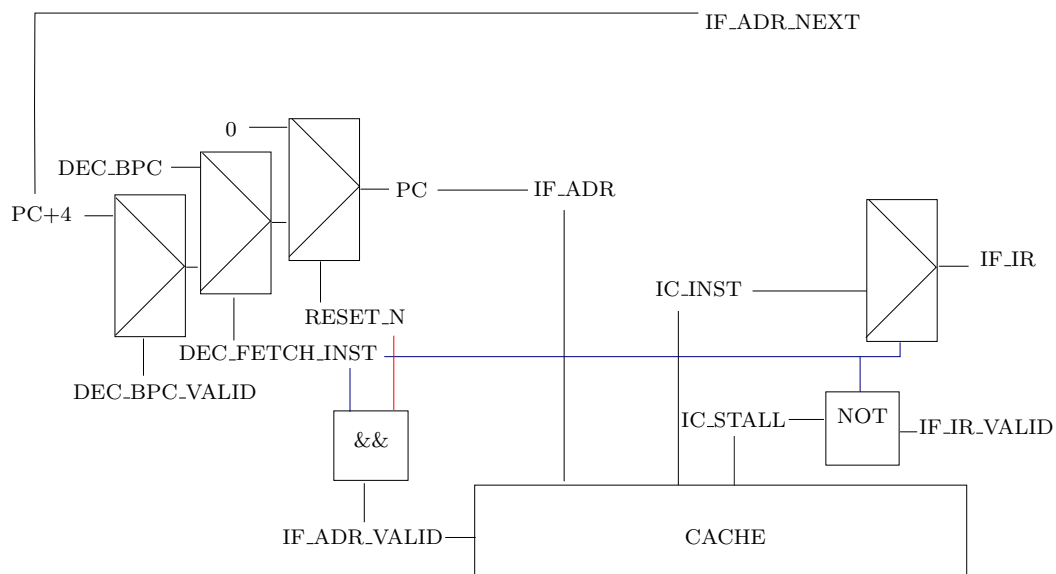 IF_ADR_NEXT
0
DEC_BPC
PC
IF_ADR
PC+4
IF_IR
IC_INST
RESET_N
DEC_FETCH_INST
DEC_BPC_VALID
IC_STALL
NOT
IF_IR_VALID
&&
IF_ADR_VALID
CACHE